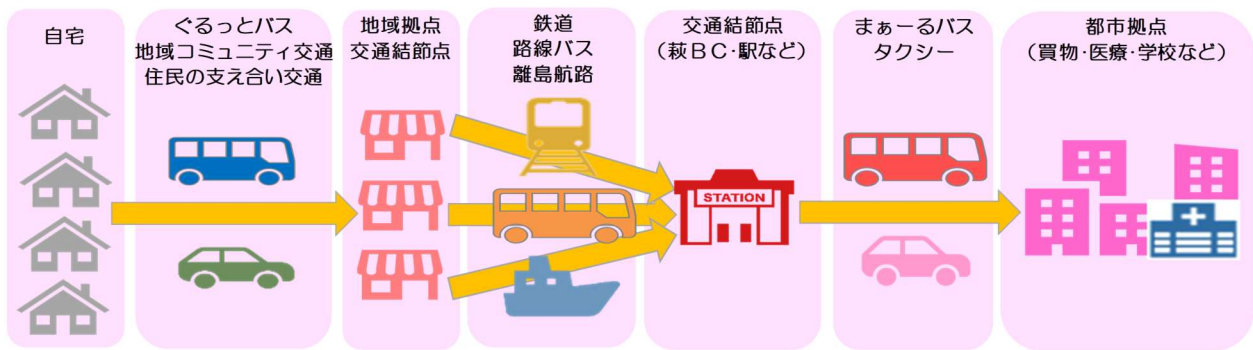 自宅
ぐるっとバス
地域コミュニティ交通
住民の支え合い交通
地域拠点
交通結節点
鉄道
路線バス
離島航路
交通結節点
（萩ＢＣ･駅など）
STATION
まぁーるバス
タクシー
都市拠点
（買物･医療･学校など）